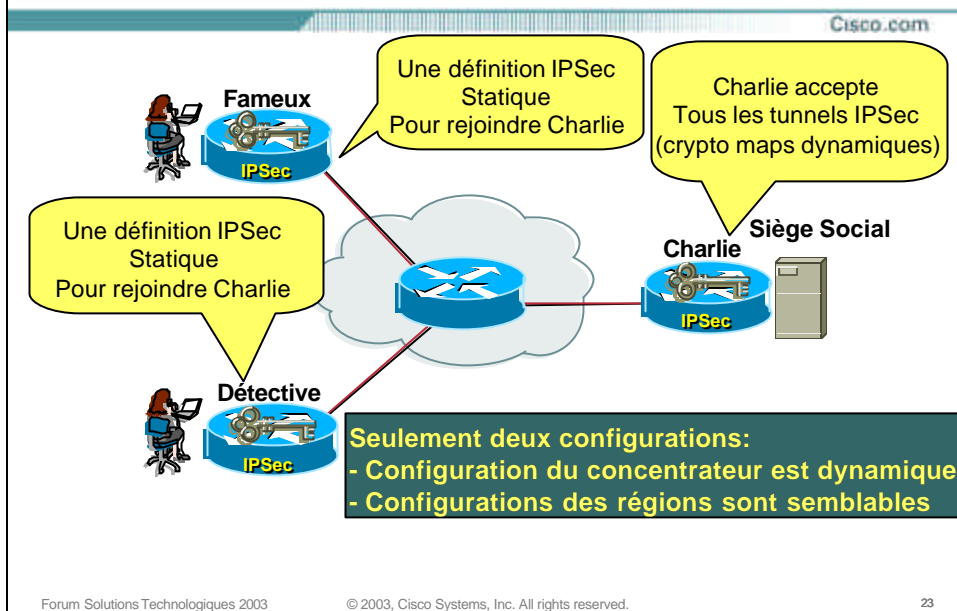 Cisco.com
Une définition IPSec
Statique
Pour rejoindre Charlie
Charlie accepte
Tous les tunnels IPSec
(crypto maps dynamiques)
Fameux
IPSec
Une définition IPSec
Statique
Pour rejoindre Charlie
Siège Social
Charlie
IPSec
Détective
IPSec
Seulement deux configurations:
- Configuration du concentrateur est dynamique
- Configurations des régions sont semblables
Forum Solutions Technologiques 2003 © 2003, Cisco Systems, Inc. All rights reserved. 23